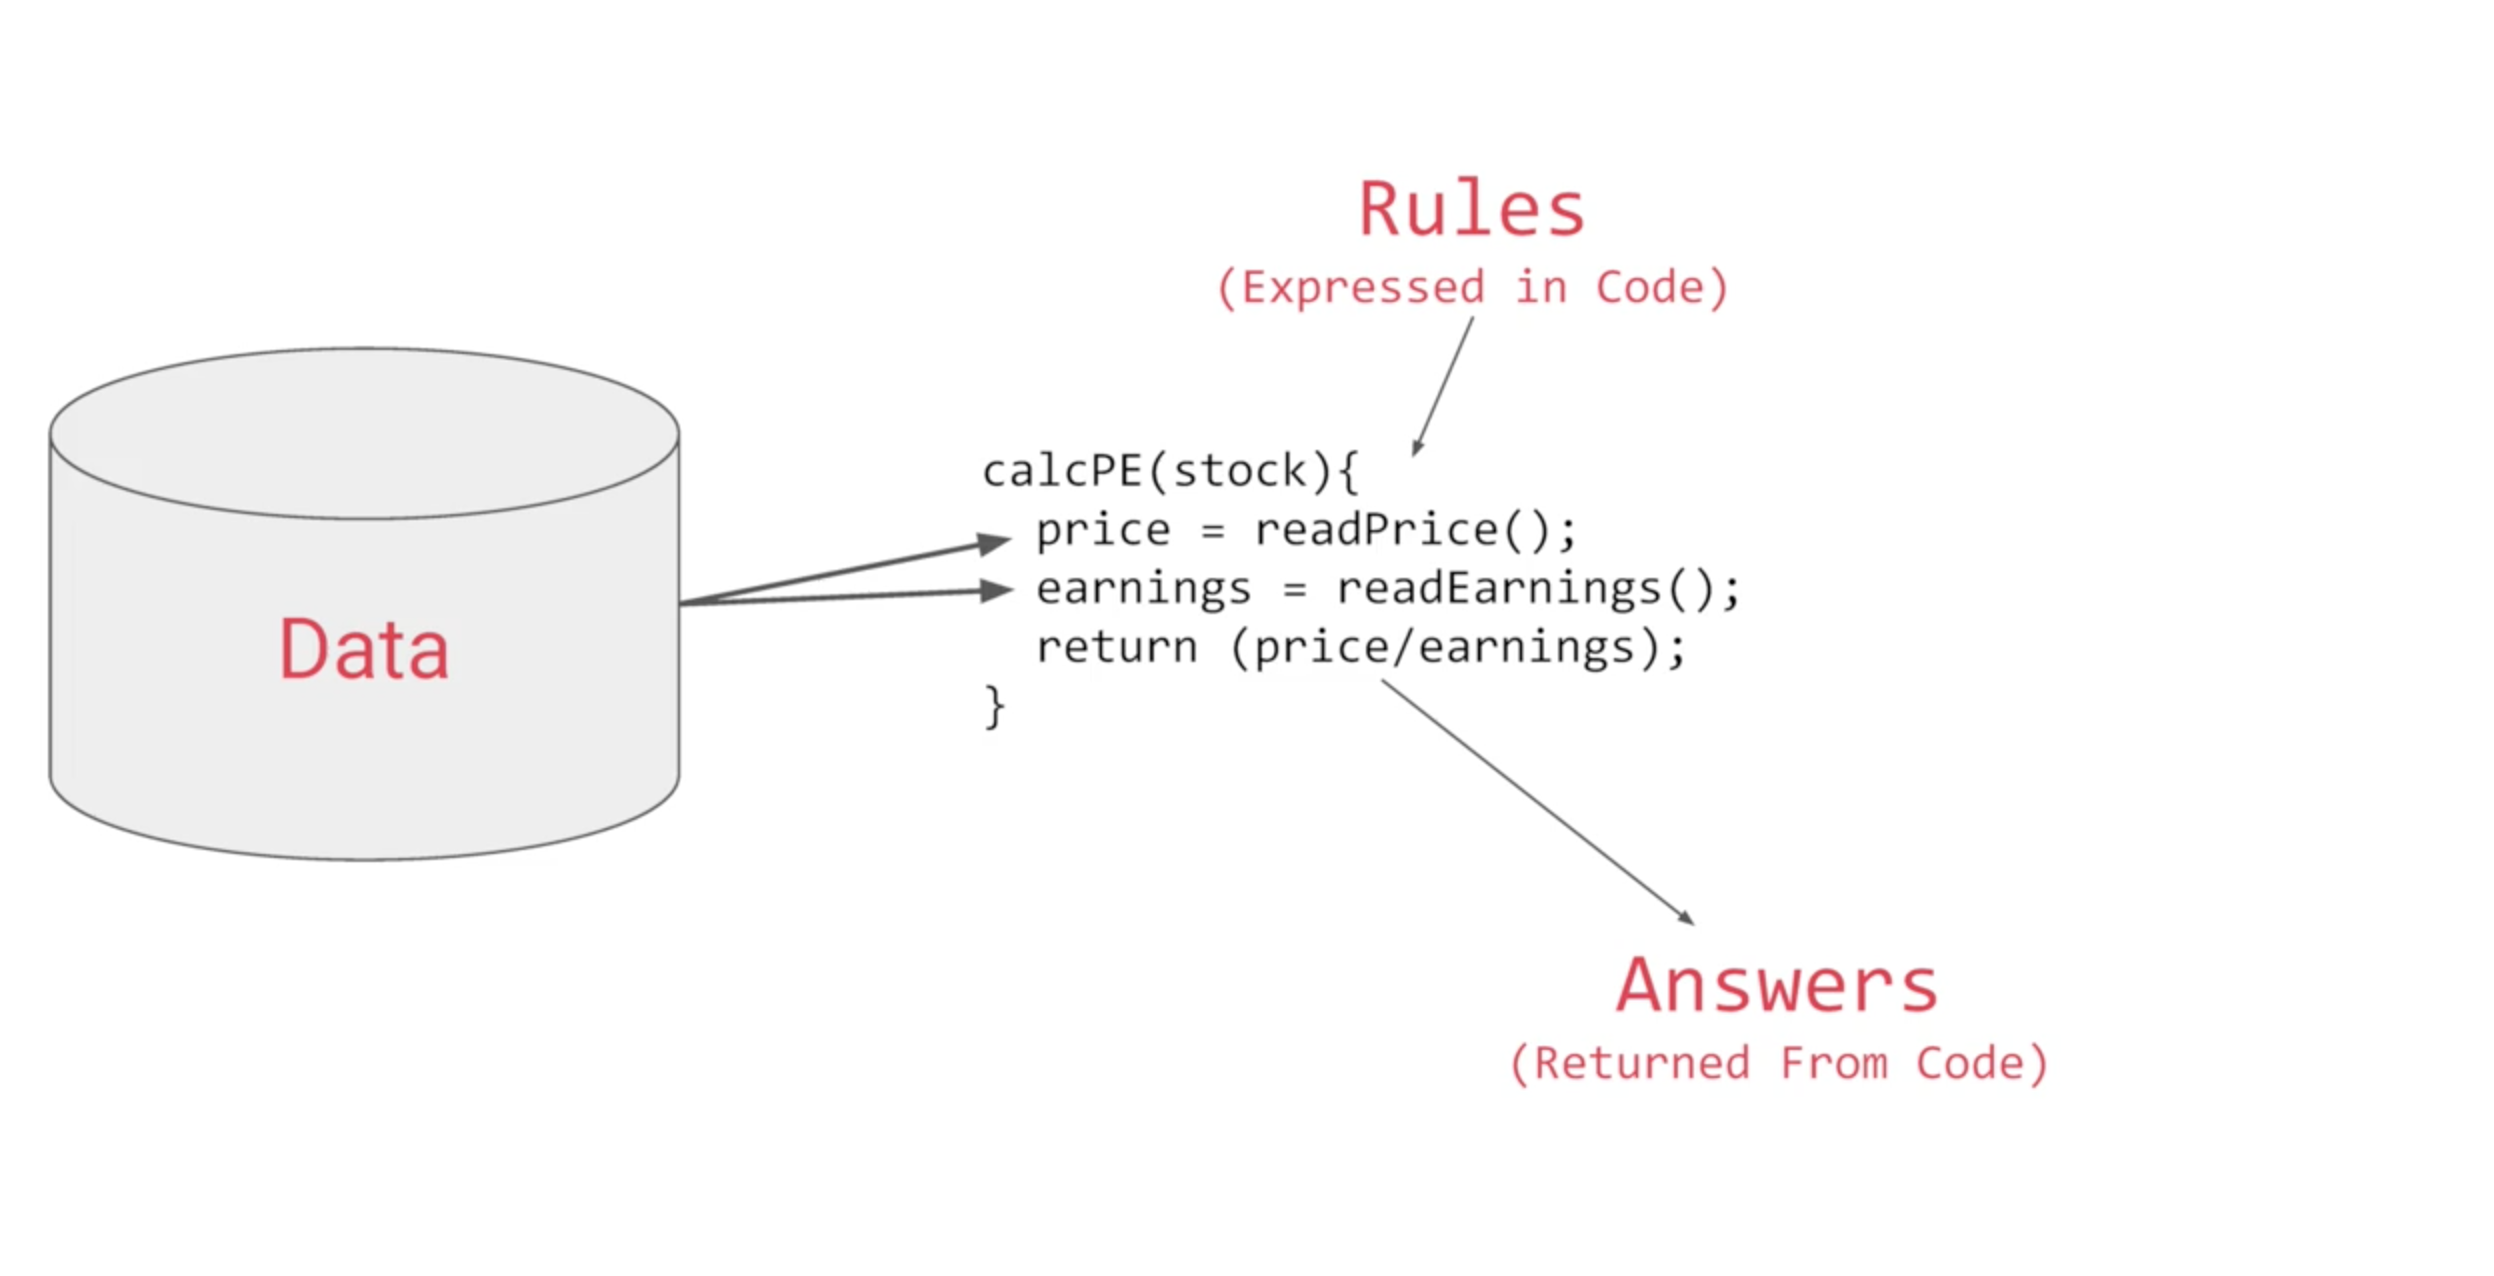 Rules
(Expressed in Code)
calcPE(stock){
price = readPrice();
earnings = readEarnings();
return (price/earnings);
}
Data
Answers
(Returned From Code)